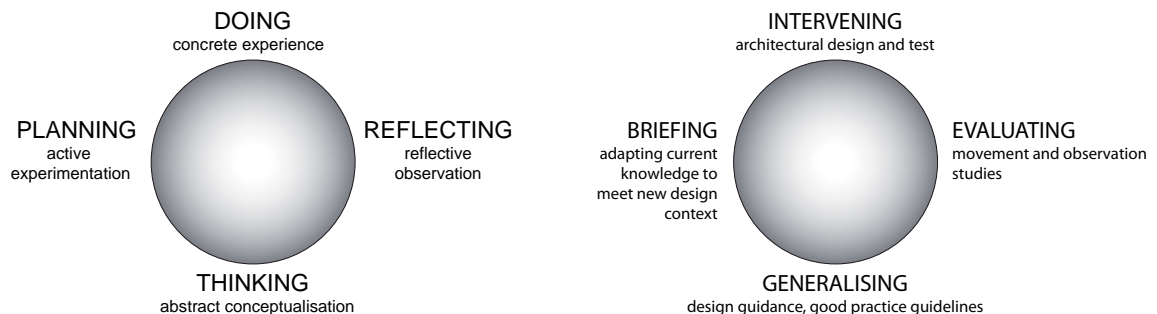 DOING
concrete experience
PLANNING
active
experimentation
REFLECTING
reflective
observation
THINKING
abstract conceptualisation
INTERVENING
architectural design and test
BRIEFING
adapting current
knowledge to
meet new design
context
EVALUATING
movement and observation
studies
GENERALISING
design guidance, good practice guidelines